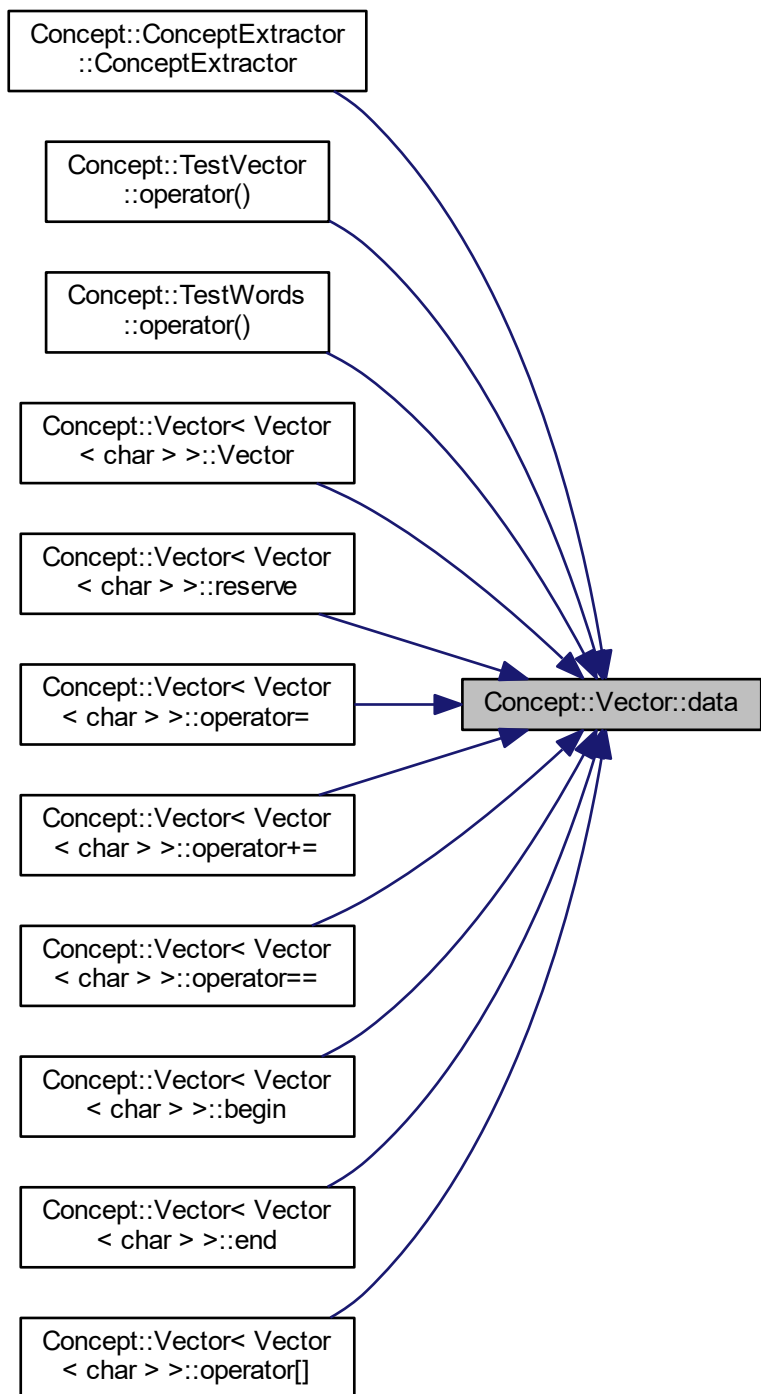 Concept::ConceptExtractor
::ConceptExtractor
Concept::TestVector
::operator()
Concept::TestWords
::operator()
Concept::Vector< Vector
< char > >::Vector
Concept::Vector< Vector
< char > >::reserve
Concept::Vector< Vector
< char > >::operator=
Concept::Vector::data
Concept::Vector< Vector
< char > >::operator+=
Concept::Vector< Vector
< char > >::operator==
Concept::Vector< Vector
< char > >::begin
Concept::Vector< Vector
< char > >::end
Concept::Vector< Vector
< char > >::operator[]